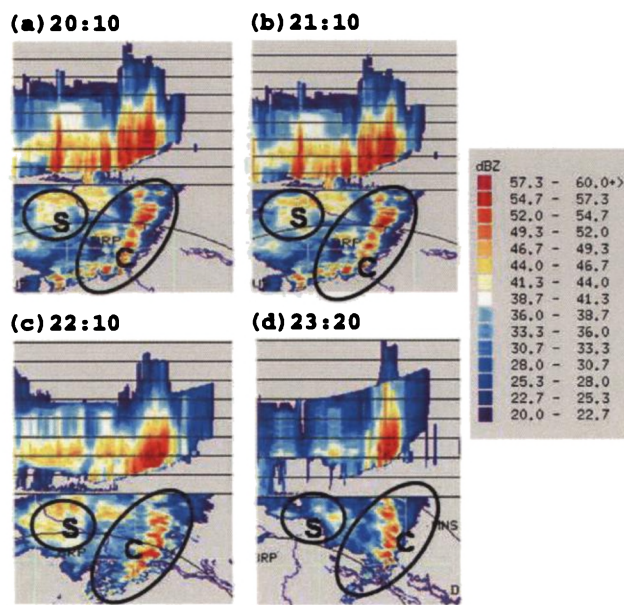 (a)20:10
(b)21:10
S
C
S
C
dBZ
57.3 - 60.0+>
54.7 - 57.3
52.0 - 54.7
49.3 - 52.0
46.7 - 49.3
44.0 - 46.7
41.3 - 44.0
38.7 - 41.3
36.0 - 38.7
33.3 - 36.0
30.7 - 33.3
28.0 - 30.7
25.3 - 28.0
22.7 - 25.3
20.0 - 22.7
(c)22:10
(d)23:20
S
C
S
C
IRP
D